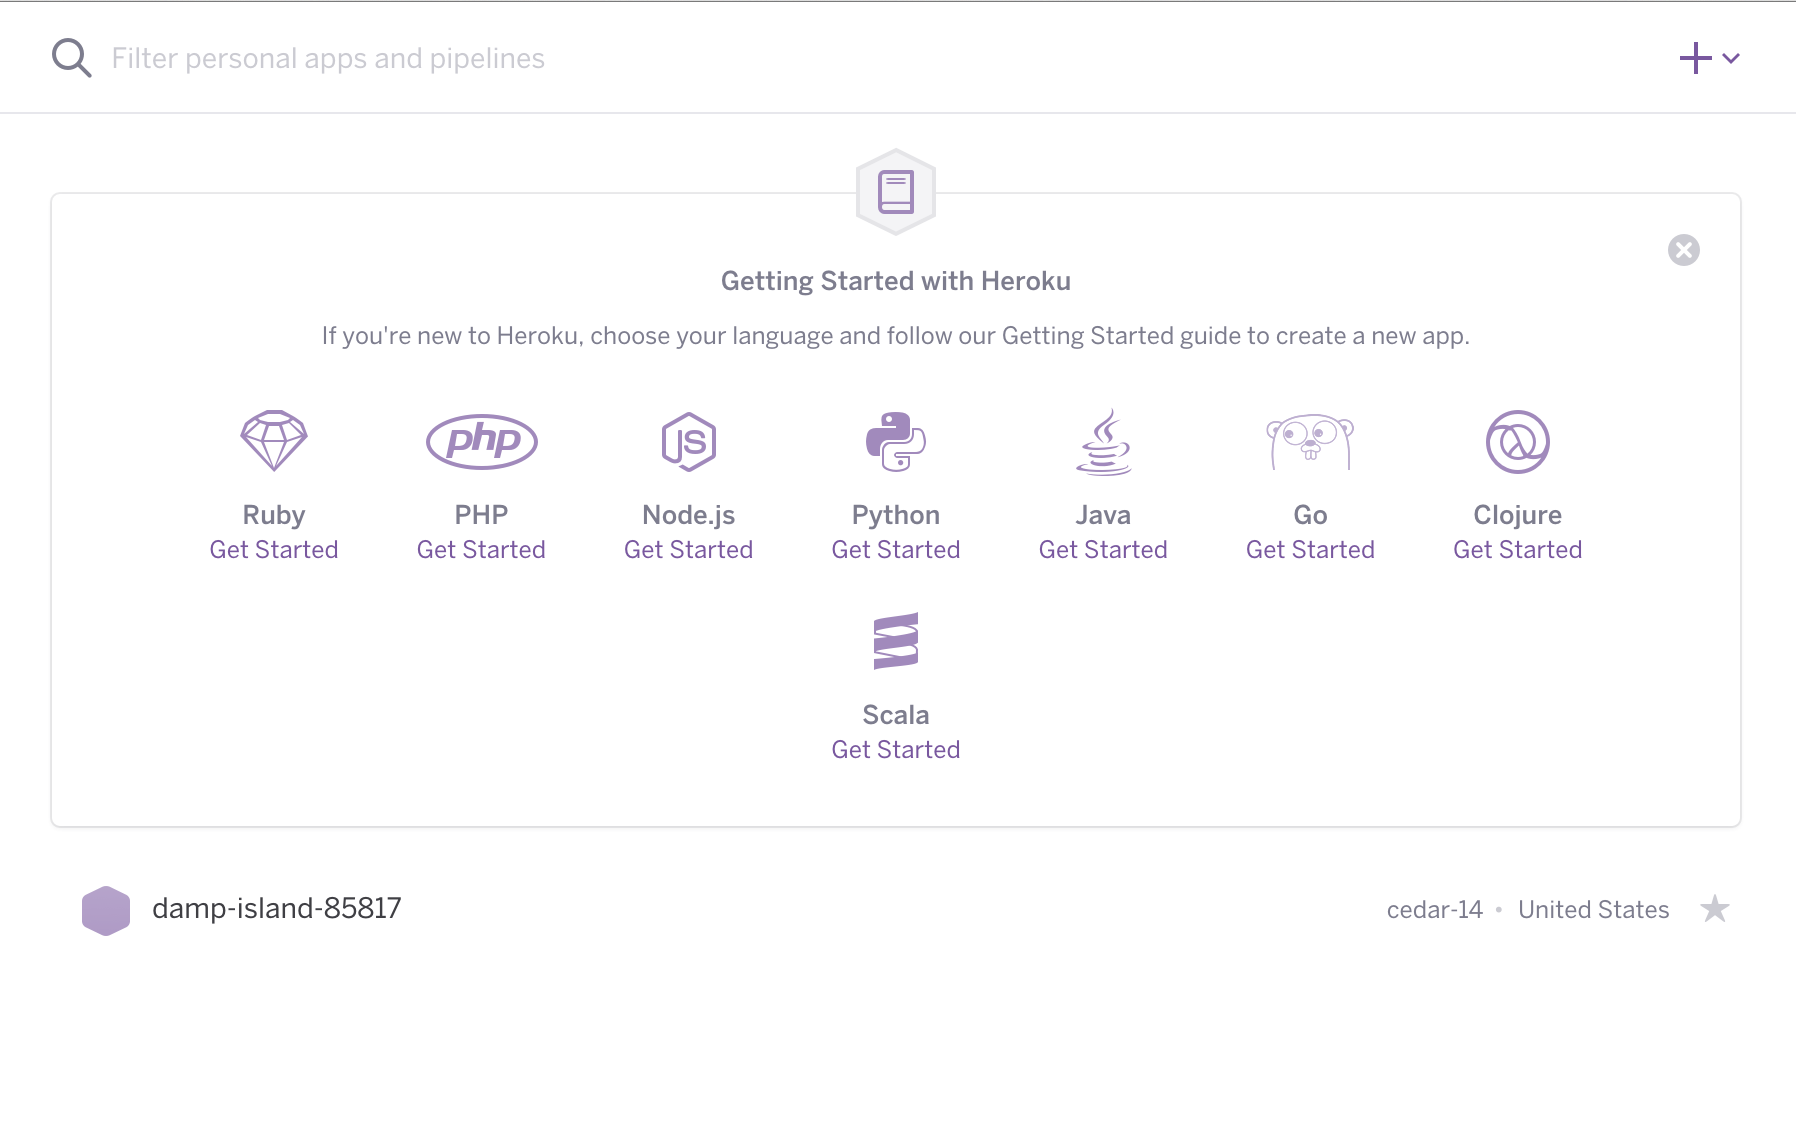 Filter personal apps and pipelines
Getting Started with Heroku
If you're new to Heroku, choose your language and follow our Getting Started guide to create a new app.
php
JS
Ruby
Get Started
PHP
Get Started
Node.js
Get Started
Python
Get Started
Java
Get Started
Go
Get Started
Clojure
Get Started
Scala
Get Started
damp-island-85817
cedar-14 • United States